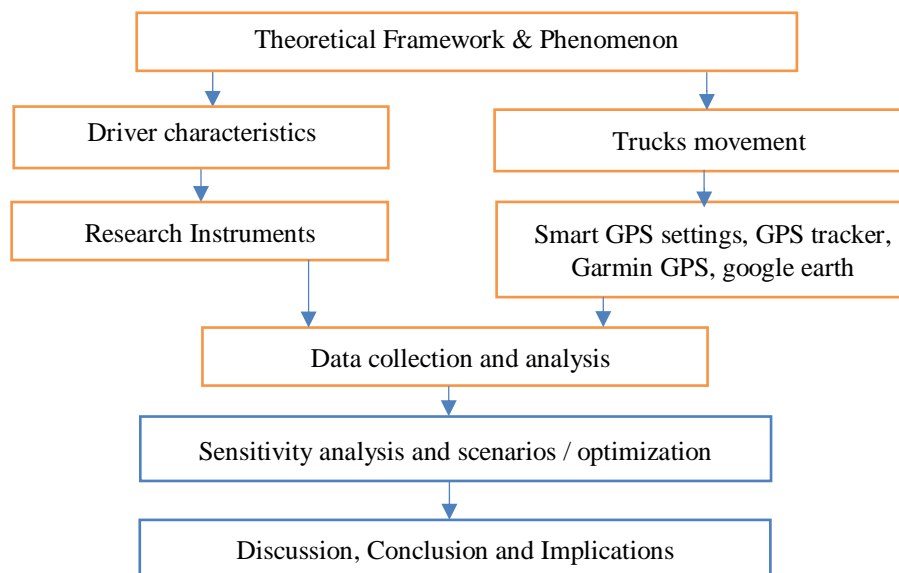 Theoretical Framework & Phenomenon
Driver characteristics
Trucks movement
Research Instruments
Smart GPS settings, GPS tracker,
Garmin GPS, google earth
Data collection and analysis
Sensitivity analysis and scenarios / optimization
Discussion, Conclusion and Implications